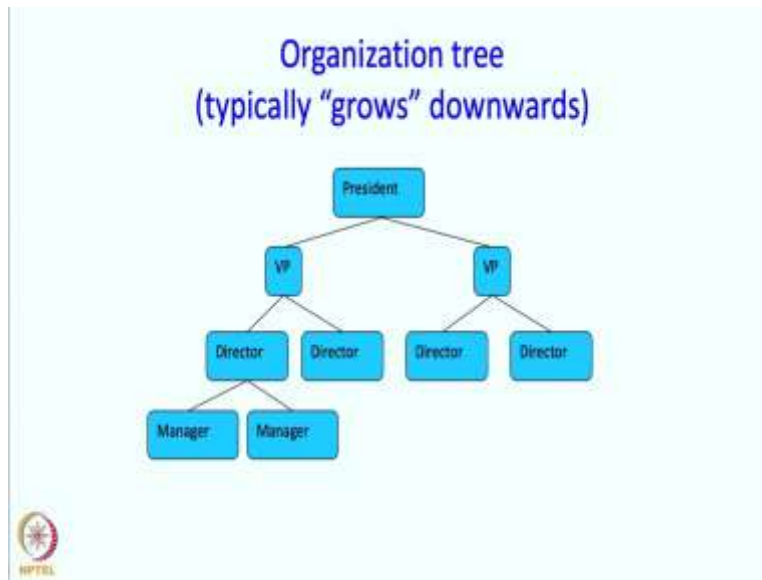 Organization tree
(typically “grows” downwards)
President
VP VP
Director Director Director Director
Manager Manager
NPTEL